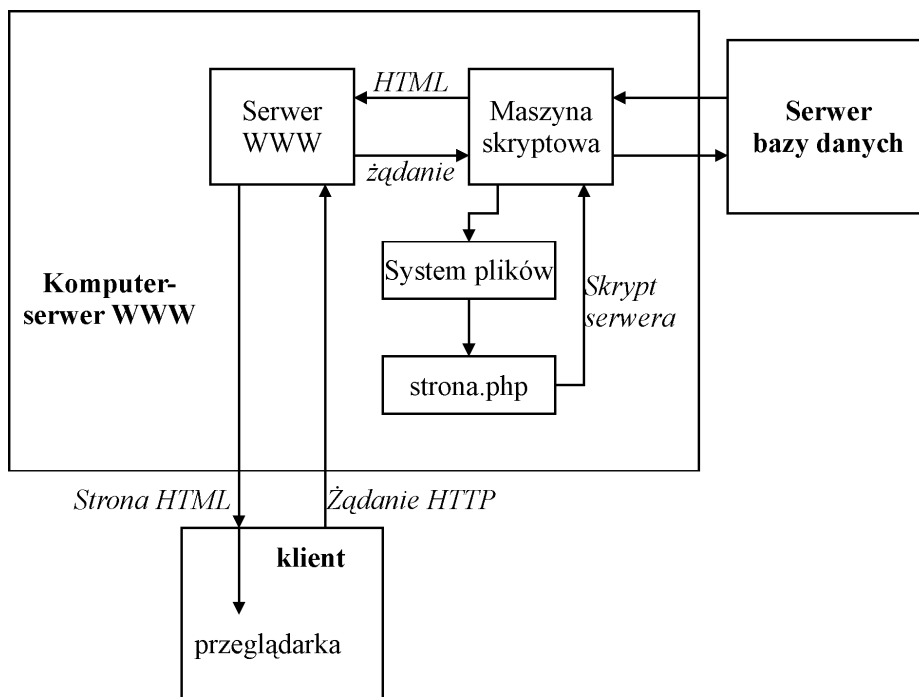 HTML
Serwer
WWW
Maszyna
skryptowa
Serwer
bazy danych
żądanie
System plików
Skrypt
serwera
Komputer-
serwer WWW
strona.php
Strona HTML
Żądanie HTTP
klient
przeglądarka